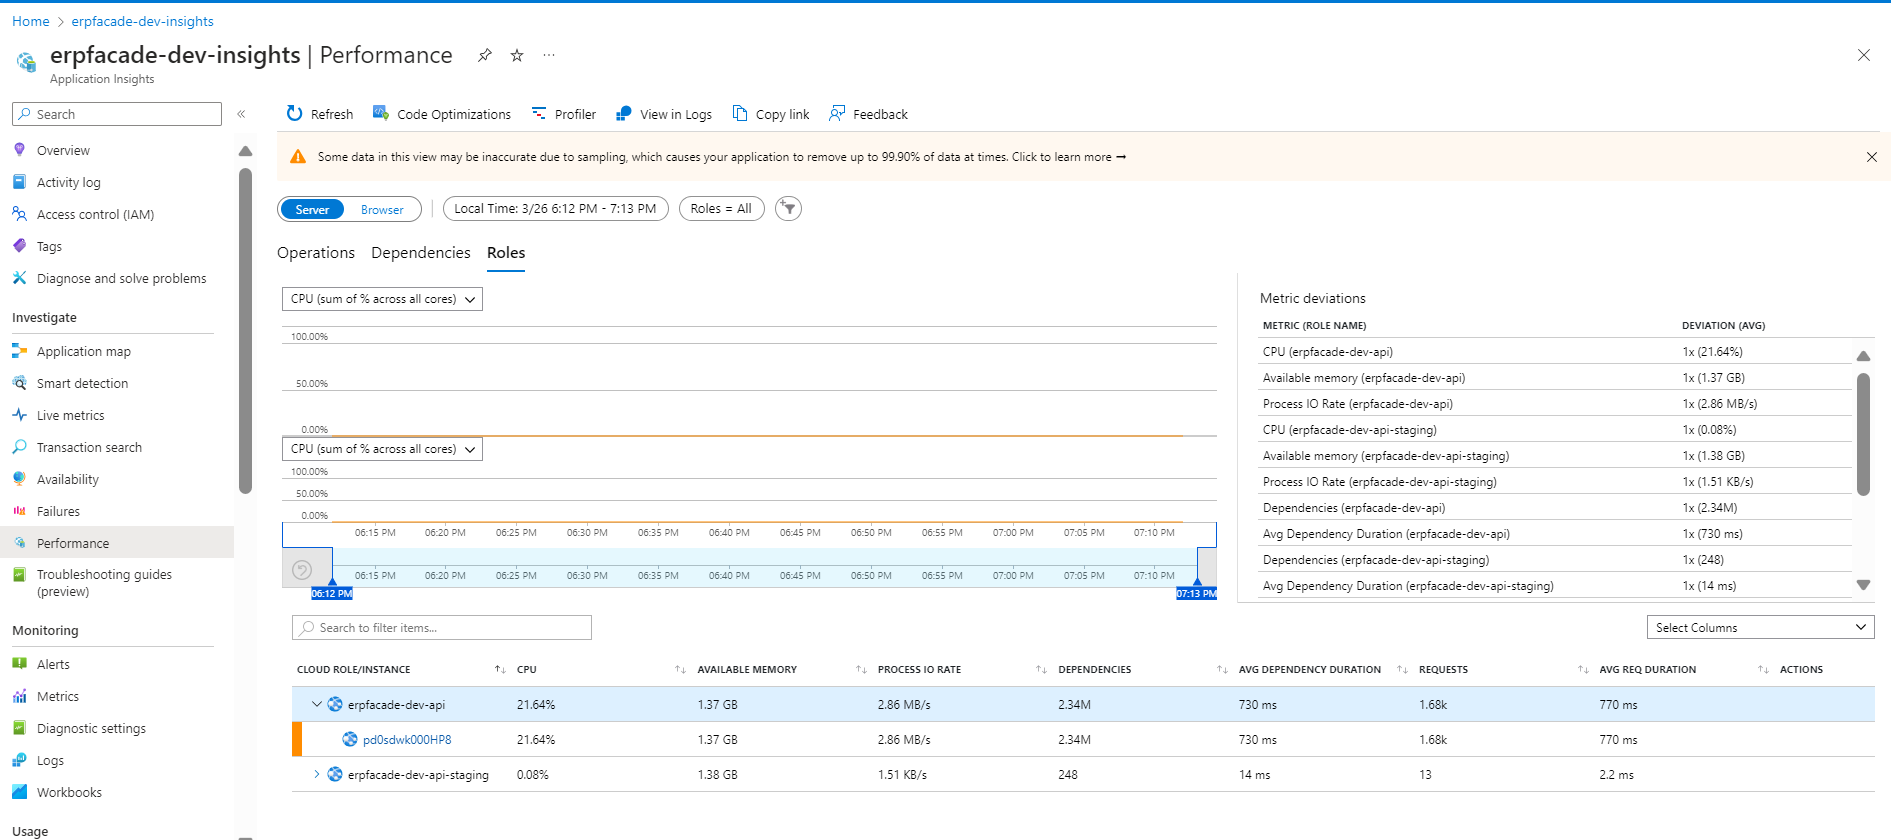 Home > erpfacade-dev-insights
erpfacade-dev-insights | Performance
Application Insights
Search
Overview
Activity log
Access control (IAM)
Tags
Diagnose and solve problems
Investigate
Application map
Smart detection
Live metrics
Transaction search
Availability
Failures
Performance
Troubleshooting guides
(preview)
Monitoring
Alerts
Metrics
Diagnostic settings
Logs
Workbooks
Usage
Refresh Code Optimizations Profiler View in Logs Copy link Feedback
Some data in this view may be inaccurate due to sampling, which causes your application to remove up to 99.90% of data at times. Click to learn more →
Server Browser Local Time: 3/26 6:12 PM - 7:13 PM Roles = All
Operations Dependencies Roles
CPU (sum of % across all cores)
100.00%
50.00%
0.00%
CPU (sum of % across all cores)
100.00%
50.00%
0.00%
06:15 PM 06:20 PM 06:25 PM 06:30 PM 06:35 PM 06:40 PM 06:45 PM 06:50 PM 06:55 PM 07:00 PM 07:05 PM 07:10 PM
06:15 PM 06:20 PM 06:25 PM 06:30 PM 06:35 PM 06:40 PM 06:45 PM 06:50 PM 06:55 PM 07:00 PM 07:05 PM 07:10 PM
06:12 PM 07:13 PM
Metric deviations
METRIC (ROLE NAME) DEVIATION (AVG)
CPU (erpfacade-dev-api) 1x (21.64%)
Available memory (erpfacade-dev-api) 1x (1.37 GB)
Process IO Rate (erpfacade-dev-api) 1x (2.86 MB/s)
CPU (erpfacade-dev-api-staging) 1x (0.08%)
Available memory (erpfacade-dev-api-staging) 1x (1.38 GB)
Process IO Rate (erpfacade-dev-api-staging) 1x (1.51 KB/s)
Dependencies (erpfacade-dev-api) 1x (2.34M)
Avg Dependency Duration (erpfacade-dev-api) 1x (730 ms)
Dependencies (erpfacade-dev-api-staging) 1x (248)
Avg Dependency Duration (erpfacade-dev-api-staging) 1x (14 ms)
Search to filter items... Select Columns
CLOUD ROLE/INSTANCE CPU AVAILABLE MEMORY PROCESS IO RATE DEPENDENCIES AVG DEPENDENCY DURATION REQUESTS AVG REQ DURATION ACTIONS
erpfacade-dev-api 21.64% 1.37 GB 2.86 MB/s 2.34M 730 ms 1.68k 770 ms
pd0sdwk000HP8 21.64% 1.37 GB 2.86 MB/s 2.34M 730 ms 1.68k 770 ms
erpfacade-dev-api-staging 0.08% 1.38 GB 1.51 KB/s 248 14 ms 13 2.2 ms